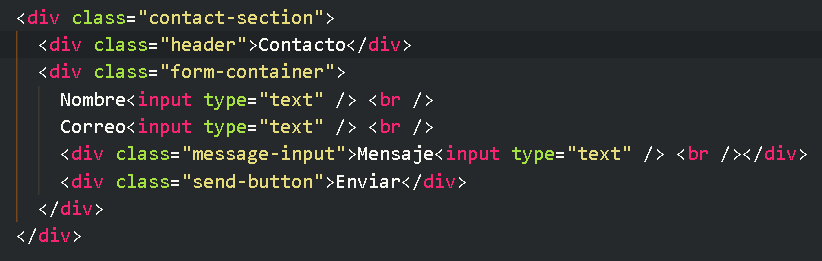 <div class="contact-section">
<div class="header">Contacto</div>
<div class="form-container">
Nombre<input type="text" /> <br />
Correo<input type="text" /> <br />
<div class="message-input">Mensaje<input type="text" /> <br /></div>
<div class="send-button">Enviar</div>
</div>
</div>